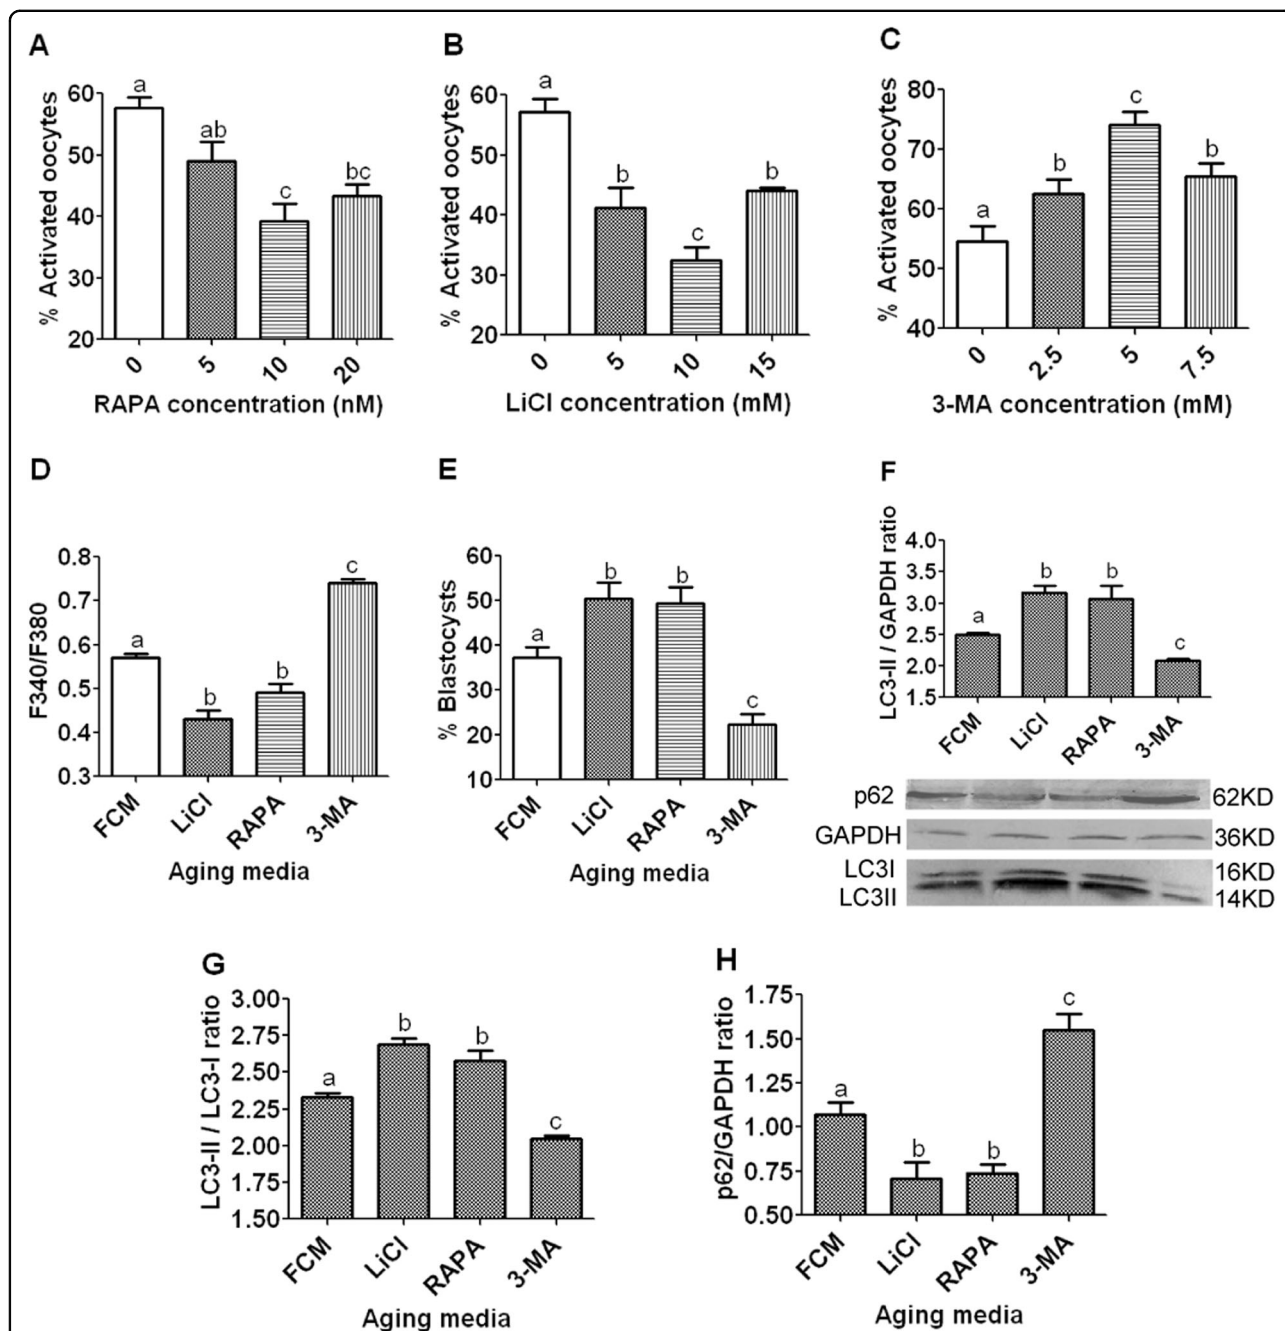 A
% Activated oocytes
60
50
40
30
20
a
ab
c
bc
0
5
10
20
RAPA concentration (nM)
B
% Activated oocytes
60
50
40
30
20
a
b
c
b
0
5
10
15
LiCl concentration (mM)
C
% Activated oocytes
80
70
60
50
40
a
b
c
b
0
2.5
5
7.5
3-MA concentration (mM)
D
F340/F380
0.8
0.7
0.6
0.5
0.4
0.3
a
b
b
c
FCM
LiCl
RAPA
3-MA
Aging media
E
% Blastocysts
60
50
40
30
20
10
a
b
b
c
FCM
LiCl
RAPA
3-MA
Aging media
F
LC3-II / GAPDH ratio
4.0
3.5
3.0
2.5
2.0
1.5
a
b
b
c
FCM
LiCl
RAPA
3-MA
p62 62KD
GAPDH 36KD
LC3I 16KD
LC3II 14KD
G
LC3-II / LC3-I ratio
3.00
2.75
2.50
2.25
2.00
1.75
1.50
a
b
b
c
FCM
LiCl
RAPA
3-MA
Aging media
H
p62/GAPDH ratio
1.75
1.50
1.25
1.00
0.75
0.50
a
b
b
c
FCM
LiCl
RAPA
3-MA
Aging media